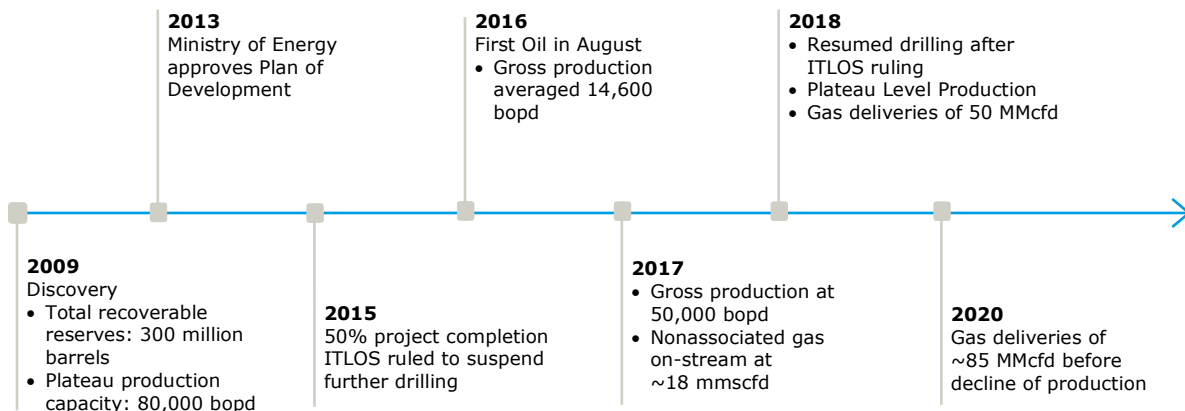 2013
Ministry of Energy
approves Plan of
Development
2016
First Oil in August
• Gross production
averaged 14,600
bopd
2018
• Resumed drilling after
ITLOS ruling
• Plateau Level Production
• Gas deliveries of 50 MMcfd
2009
Discovery
• Total recoverable
reserves: 300 million
barrels
• Plateau production
capacity: 80,000 bopd
2015
50% project completion
ITLOS ruled to suspend
further drilling
2017
• Gross production at
50,000 bopd
• Nonassociated gas
on-stream at
~18 mmscfd
2020
Gas deliveries of
~85 MMcfd before
decline of production